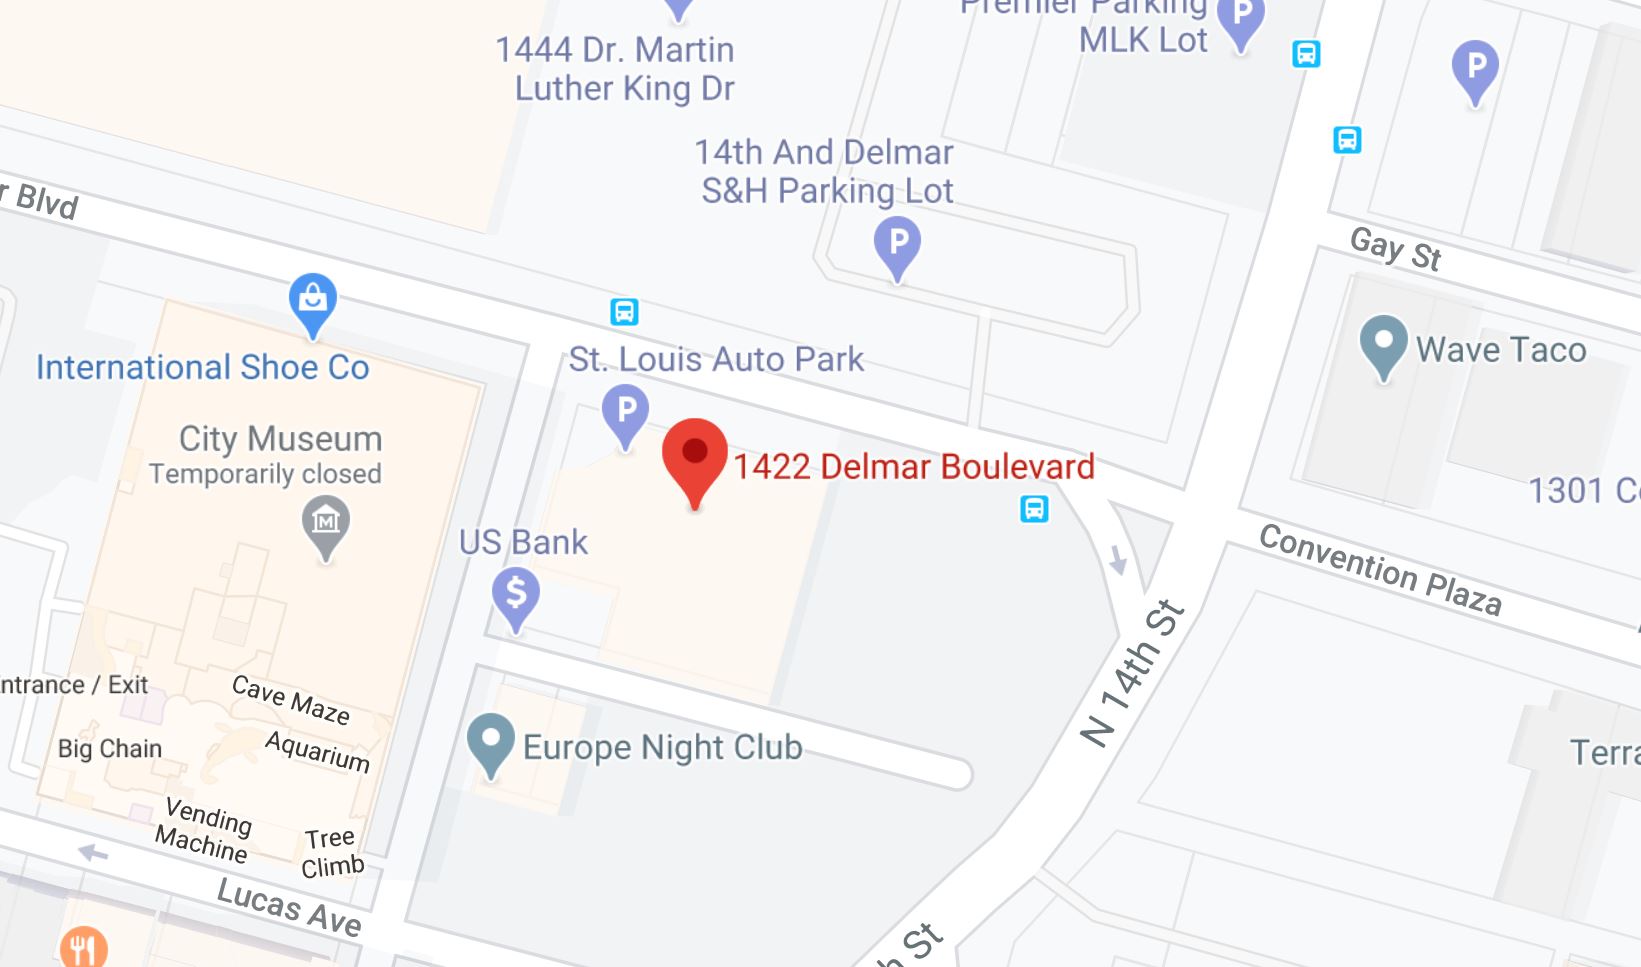 Premier Parking
MLK Lot
P
P
1444 Dr. Martin
Luther King Dr
14th And Delmar
S&H Parking Lot
P
r Blvd
Gay St
International Shoe Co
St. Louis Auto Park
P
Wave Taco
City Museum
Temporarily closed
M
1422 Delmar Boulevard
1301 Co
US Bank
$
Convention Plaza
N 14th St
ntrance / Exit
Cave Maze
Big Chain
Aquarium
Europe Night Club
Terra
Vending
Machine
Tree
Climb
Lucas Ave
h St